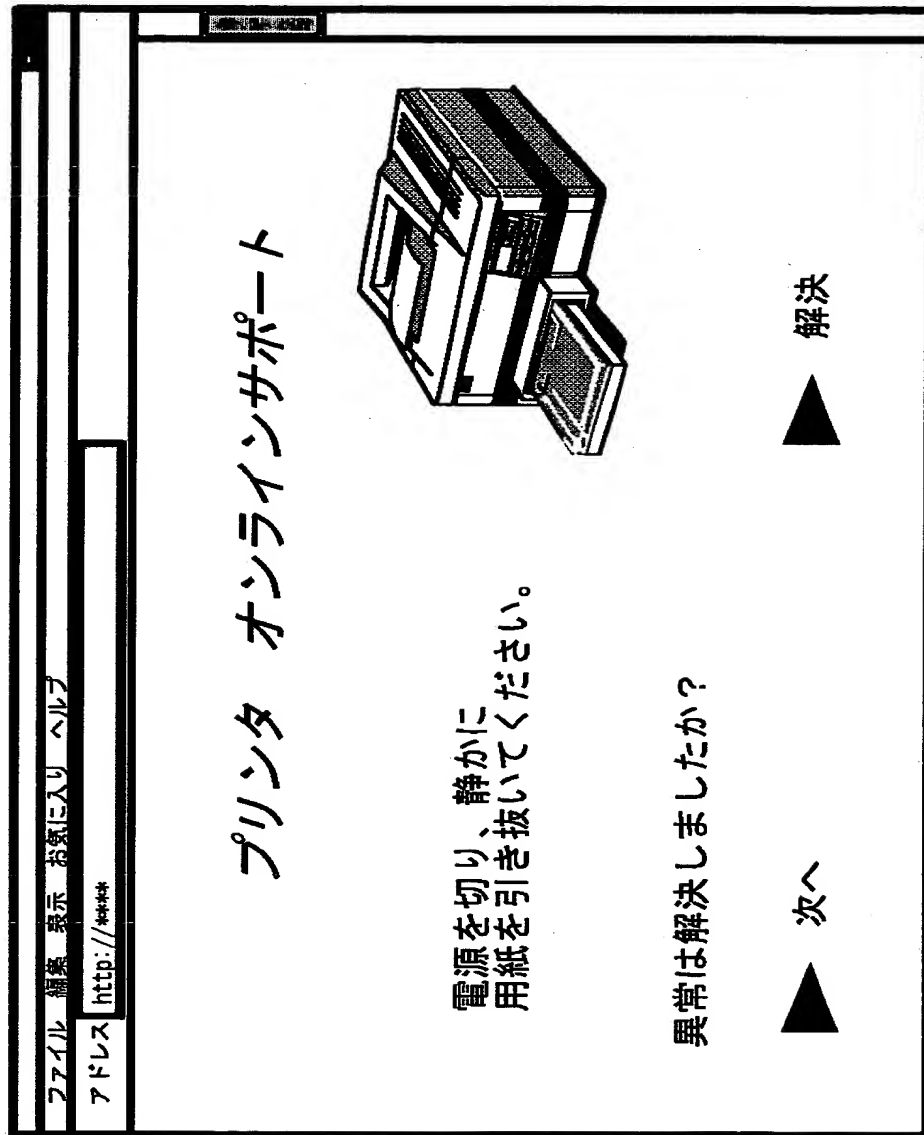 ファイル 編集 表示 お気に入り ヘルプ
アドレス http://****
プリンタ オンラインサポート
電源を切り、静かに
用紙を引き抜いてください。
異常は解決しましたか?
▶ 次へ
▶ 解決